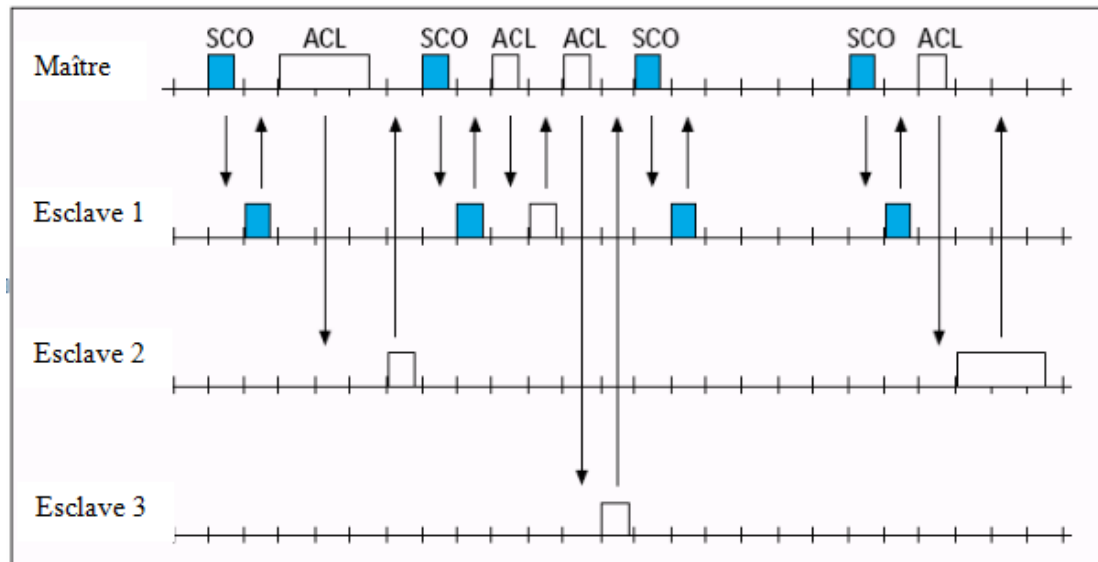 SCO ACL SCO ACL ACL SCO SCO ACL
Maître
Esclave 1
Esclave 2
Esclave 3